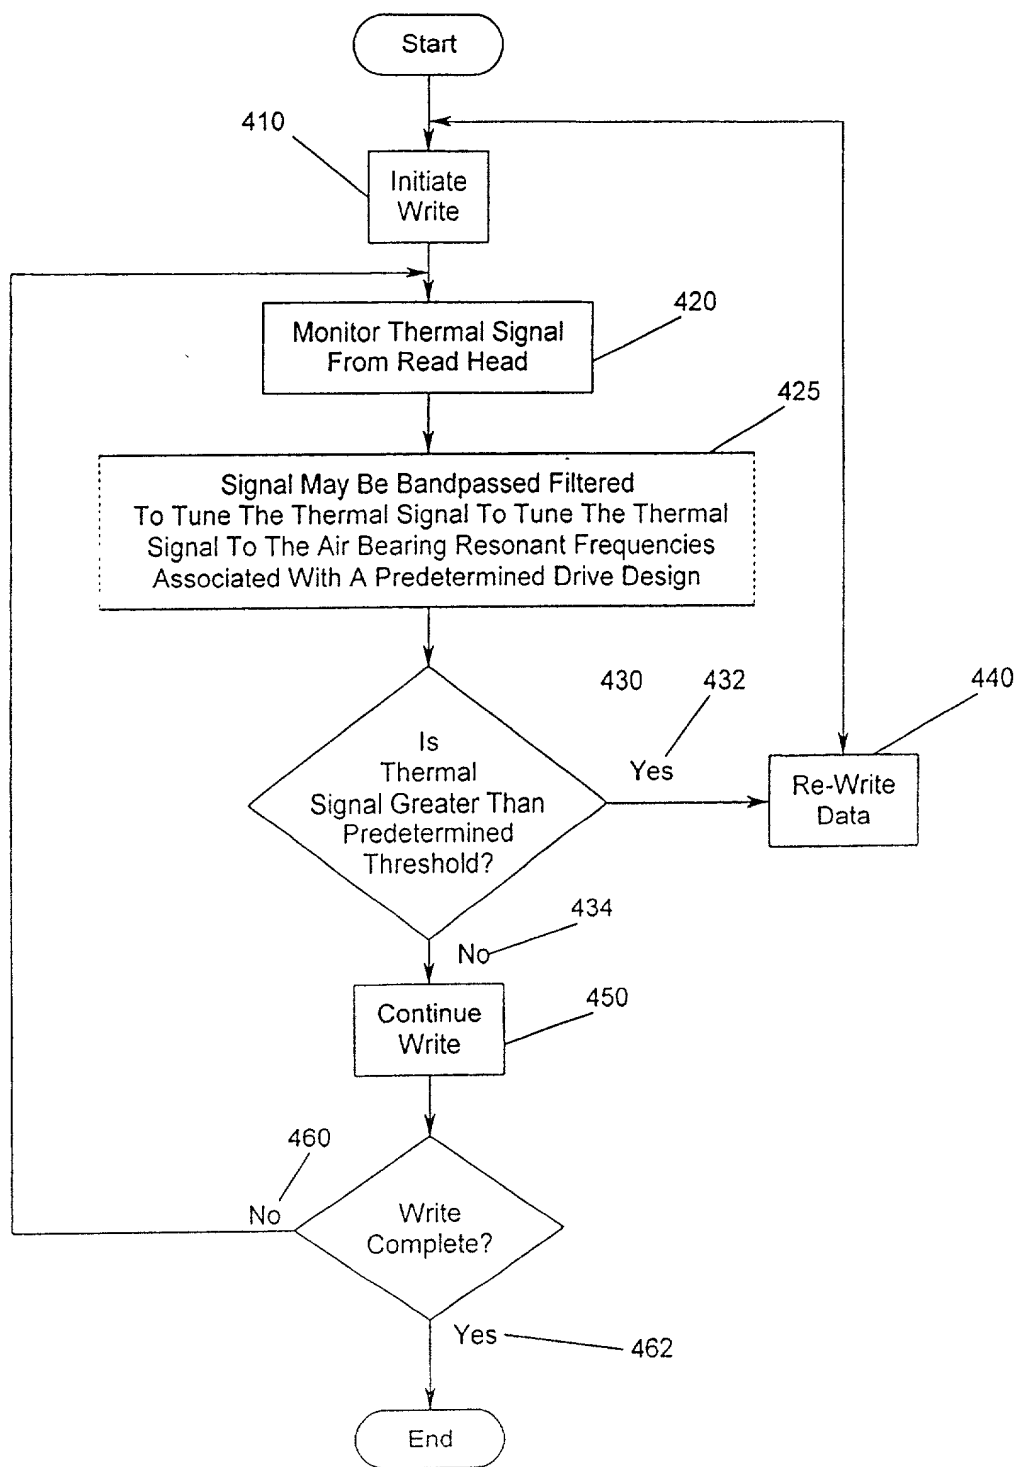 Start
410
Initiate
Write
420
Monitor Thermal Signal
From Read Head
425
Signal May Be Bandpassed Filtered
To Tune The Thermal Signal To Tune The Thermal
Signal To The Air Bearing Resonant Frequencies
Associated With A Predetermined Drive Design
430
432
440
Is
Thermal
Signal Greater Than
Predetermined
Threshold?
Yes
Re-Write
Data
434
No
450
Continue
Write
460
No
Write
Complete?
Yes
462
End